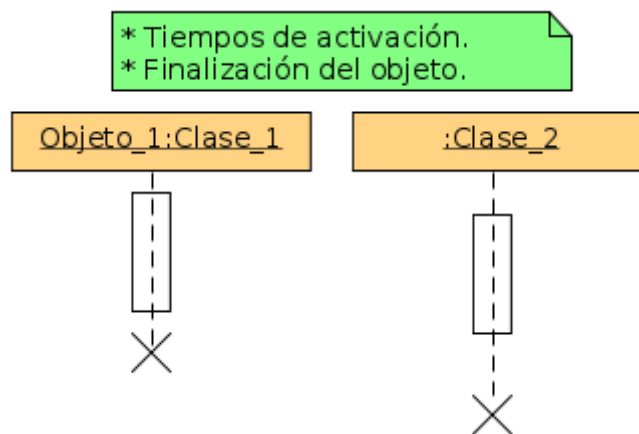 * Tiempos de activación.
* Finalización del objeto.
Objeto_1:Clase_1
:Clase_2